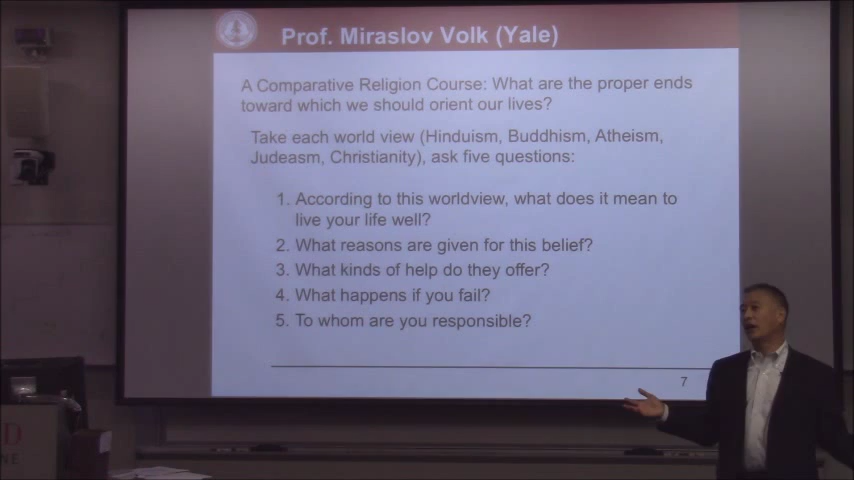 Prof. Miraslov Volk (Yale)
A Comparative Religion Course: What are the proper ends
toward which we should orient our lives?
Take each world view (Hinduism, Buddhism, Atheism,
Judeasm, Christianity), ask five questions:
1. According to this worldview, what does it mean to
live your life well?
2. What reasons are given for this belief?
3. What kinds of help do they offer?
4. What happens if you fail?
5. To whom are you responsible?
7
D
NE